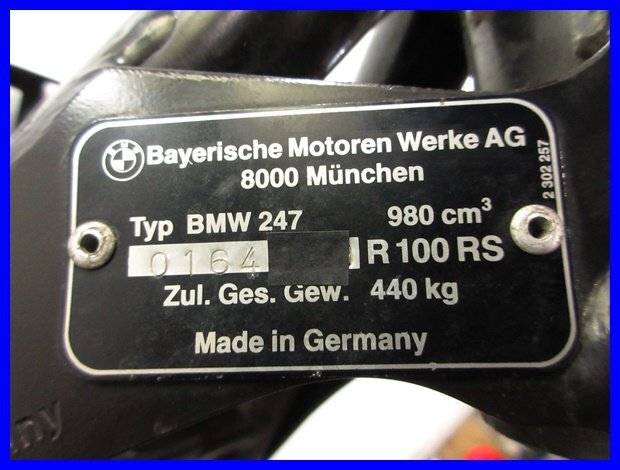 Bayerische Motoren Werke AG
8000 München
2 302 257
Typ BMW 247 980 cm³
0164 R 100 RS
Zul. Ges. Gew. 440 kg
Made in Germany